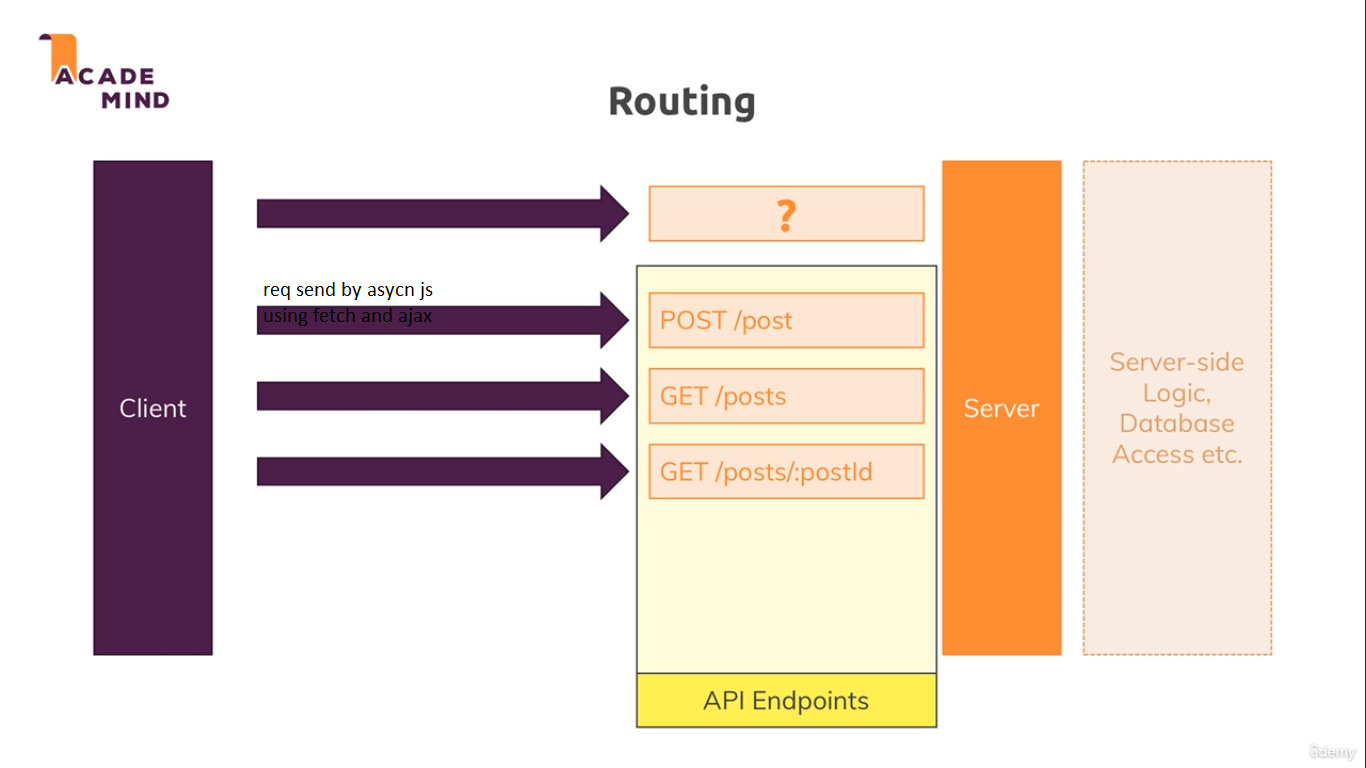 ACADE
MIND
Routing
?
req send by asycn js
using fetch and ajax
POST /post
GET /posts
GET /posts/:postId
Client
Server
Server-side
Logic,
Database
Access etc.
API Endpoints
ûdemy